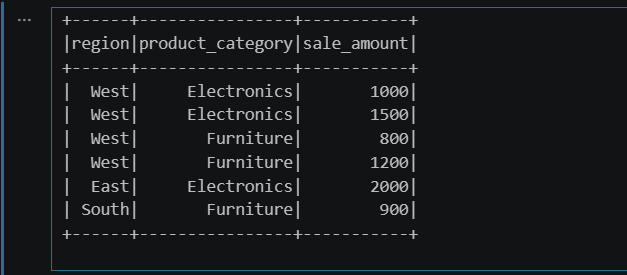 ...
+------+----------------+-----------+
|region|product_category|sale_amount|
+------+----------------+-----------+
|  West|     Electronics|       1000|
|  West|     Electronics|       1500|
|  West|       Furniture|        800|
|  West|       Furniture|       1200|
|  East|     Electronics|       2000|
| South|       Furniture|        900|
+------+----------------+-----------+